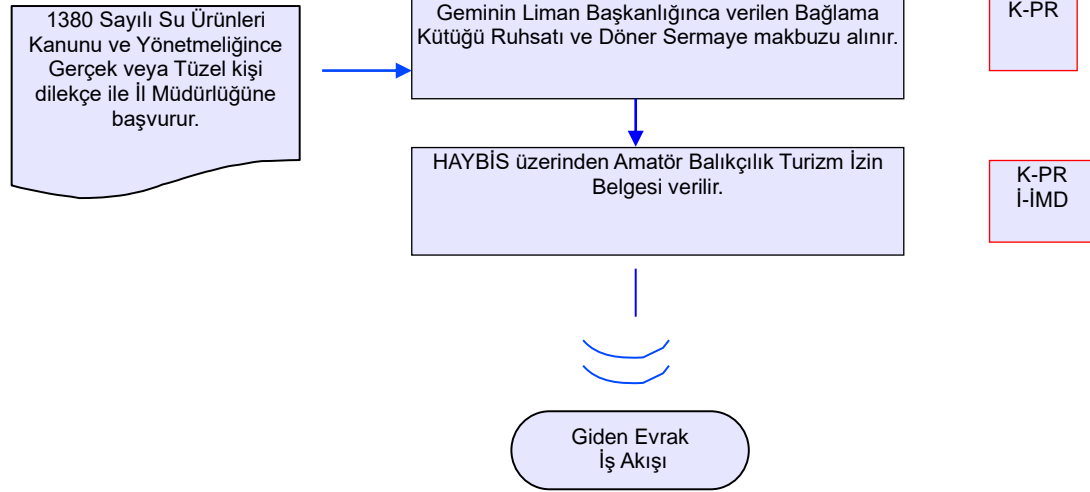 1380 Sayılı Su Ürünleri
Kanunu ve Yönetmeliğince
Gerçek veya Tüzel kişi
dilekçe ile İl Müdürlüğüne
başvurur.
Geminin Liman Başkanlığınca verilen Bağlama
Kütüğü Ruhsatı ve Döner Sermaye makbuzu alınır.
K-PR
HAYBİS üzerinden Amatör Balıkçılık Turizm İzin
Belgesi verilir.
K-PR
İ-İMD
Giden Evrak
İş Akışı